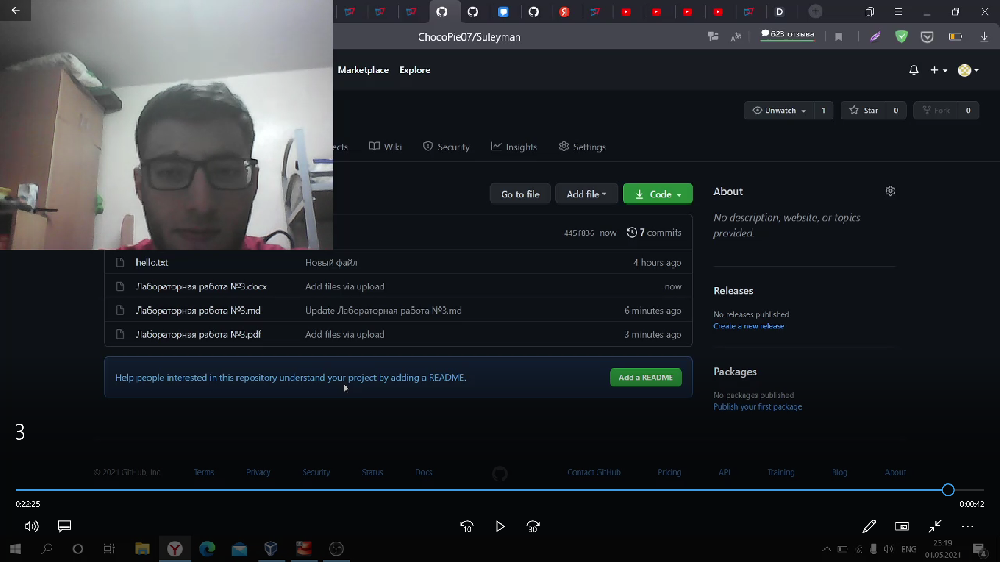 ChocoPie07/Suleyman
623 отзыва
Marketplace Explore
Unwatch 1 Star 0 Fork 0
ects Wiki Security Insights Settings
Go to file Add file Code
About
No description, website, or topics
provided.
445f836 now 7 commits
hello.txt Новый файл 4 hours ago
Лабораторная работа №3.docx Add files via upload now
Лабораторная работа №3.md Update Лабораторная работа №3.md 6 minutes ago
Лабораторная работа №3.pdf Add files via upload 3 minutes ago
Releases
No releases published
Create a new release
Help people interested in this repository understand your project by adding a README. Add a README
Packages
No packages published
Publish your first package
3
© 2021 GitHub, Inc. Terms Privacy Security Status Docs Contact GitHub Pricing API Training Blog About
0:22:25 0:00:42
10 30
ENG 23:19
01.05.2021
4